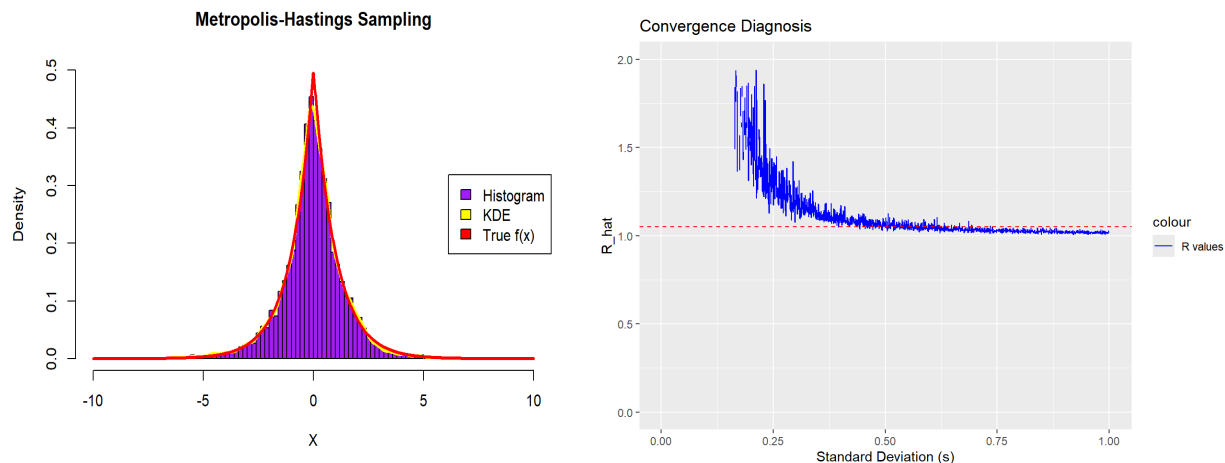 Metropolis-Hastings Sampling
Density
0.5
0.4
0.3
0.2
0.1
0.0
-10
-5
0
5
10
X
Histogram
KDE
True f(x)
Convergence Diagnosis
R_hat
2.0
1.5
1.0
0.5
0.0
0.00
0.25
0.50
0.75
1.00
Standard Deviation (s)
colour
R values